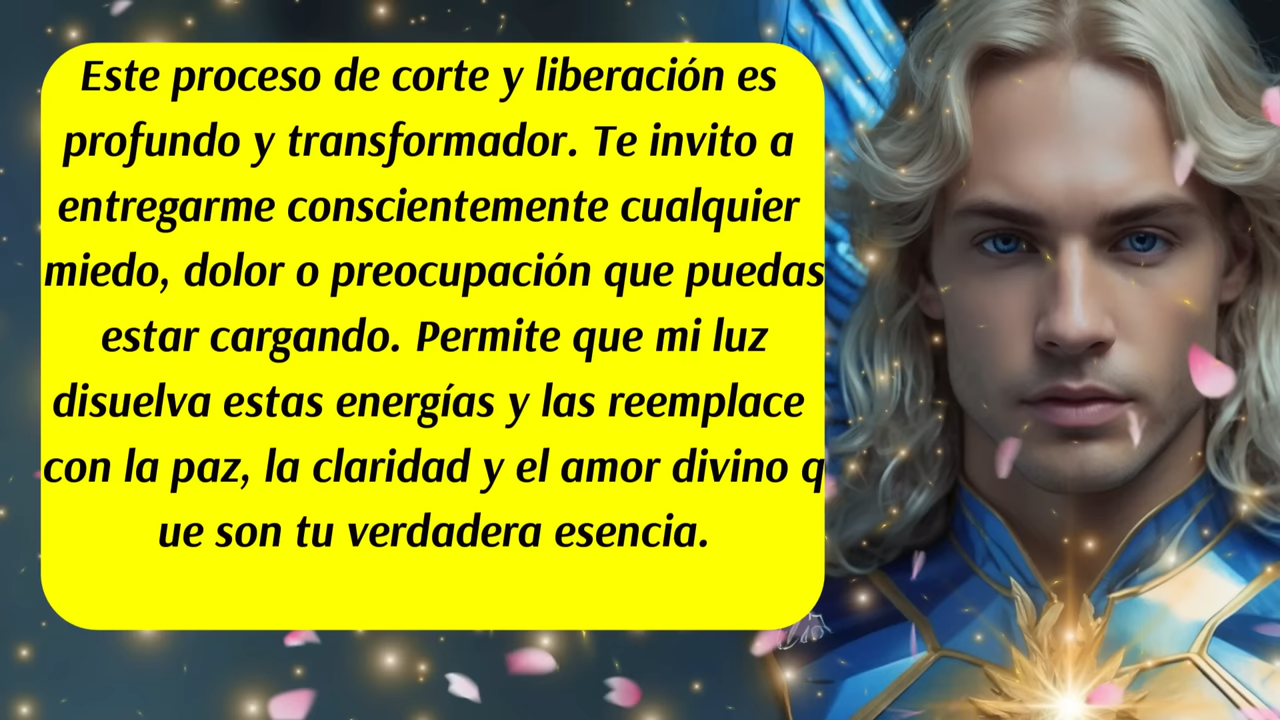 Este proceso de corte y liberación es
profundo y transformador. Te invito a
entregarme conscientemente cualquier
miedo, dolor o preocupación que puedas
estar cargando. Permite que mi luz
disuelva estas energías y las reemplace
con la paz, la claridad y el amor divino q
ue son tu verdadera esencia.